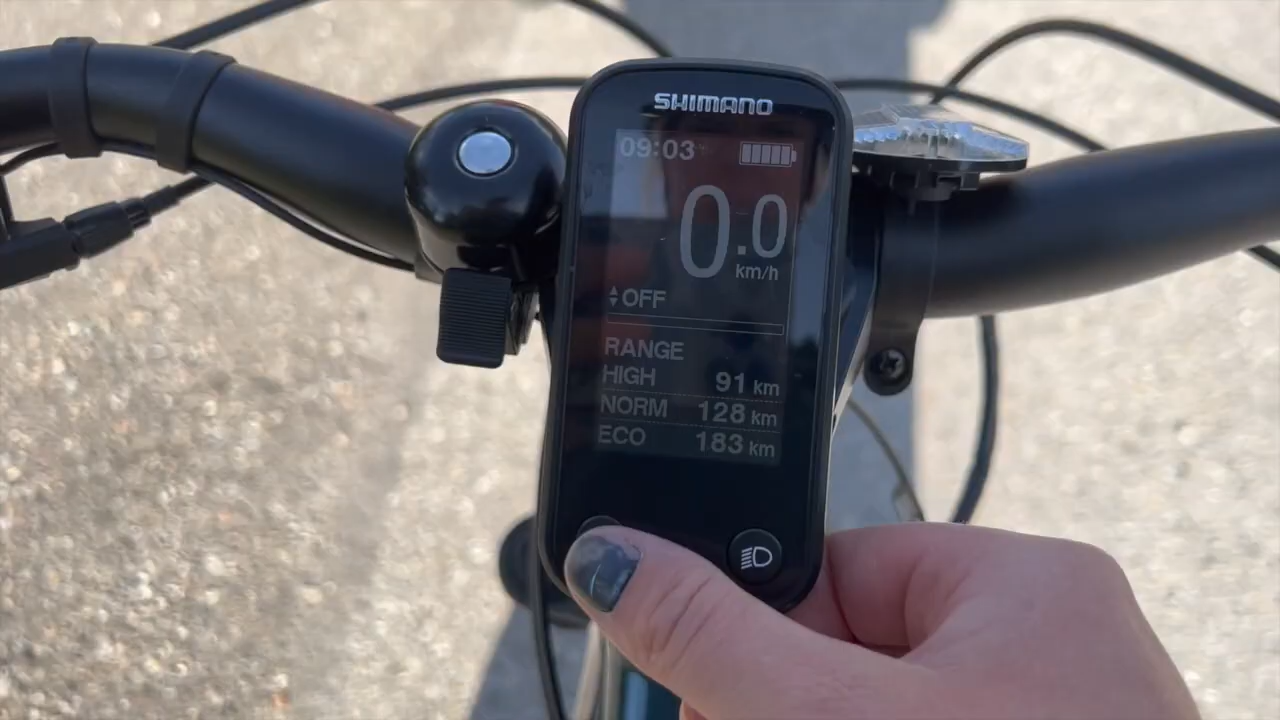 SHIMANO
09:03
0.0
km/h
OFF
RANGE
HIGH 91 km
NORM 128 km
ECO 183 km